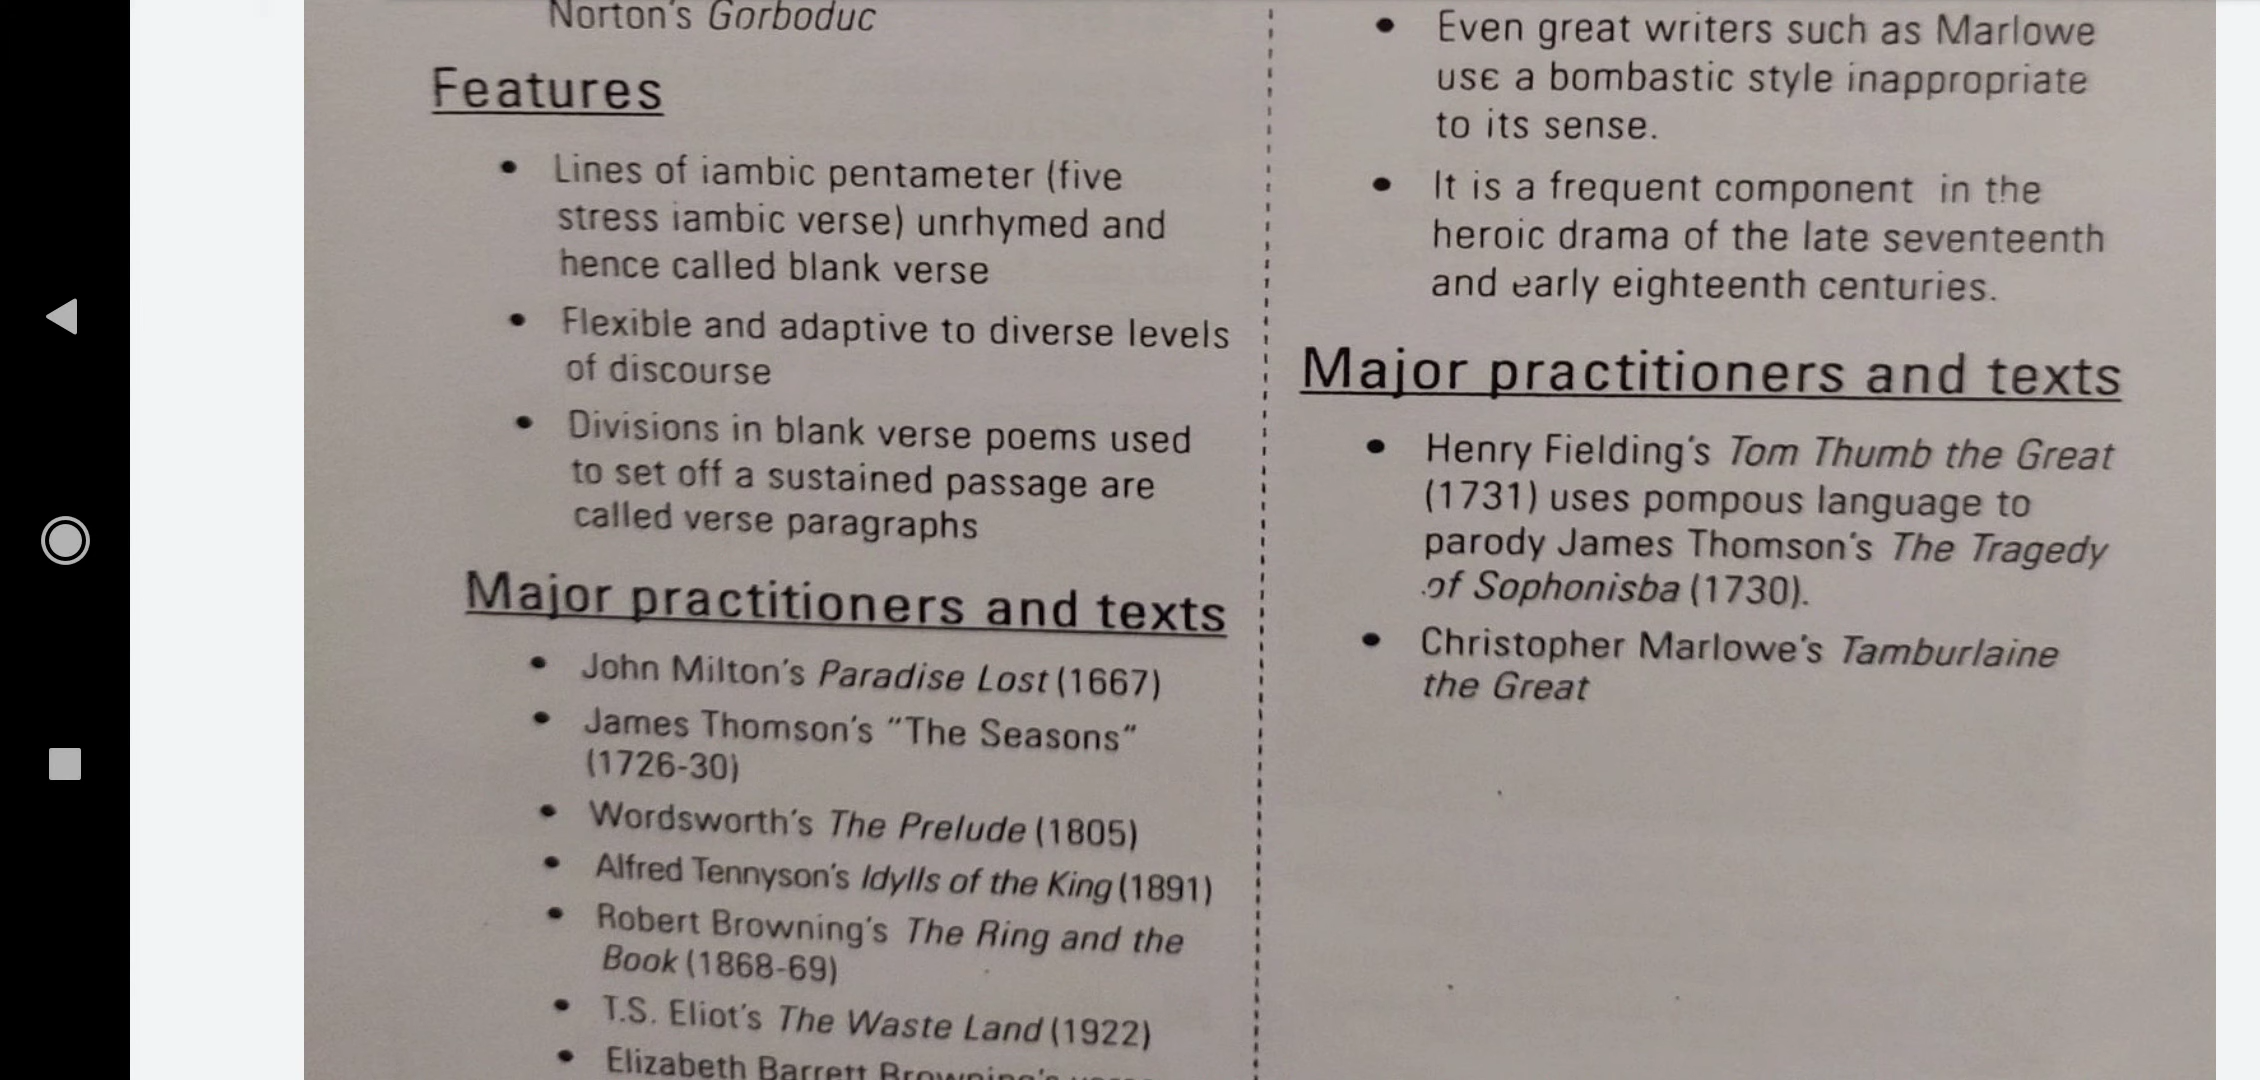 Norton's Gorboduc
Features
• Lines of iambic pentameter (five
stress iambic verse) unrhymed and
hence called blank verse
• Flexible and adaptive to diverse levels
of discourse
• Divisions in blank verse poems used
to set off a sustained passage are
called verse paragraphs
Major practitioners and texts
• John Milton's Paradise Lost (1667)
• James Thomson's "The Seasons"
(1726-30)
• Wordsworth's The Prelude (1805)
• Alfred Tennyson's Idylls of the King (1891)
• Robert Browning's The Ring and the
Book (1868-69)
• T.S. Eliot's The Waste Land (1922)
• Elizabeth Barrett Browning's
• Even great writers such as Marlowe
use a bombastic style inappropriate
to its sense.
• It is a frequent component in the
heroic drama of the late seventeenth
and early eighteenth centuries.
Major practitioners and texts
• Henry Fielding's Tom Thumb the Great
(1731) uses pompous language to
parody James Thomson's The Tragedy
of Sophonisba (1730).
• Christopher Marlowe's Tamburlaine
the Great